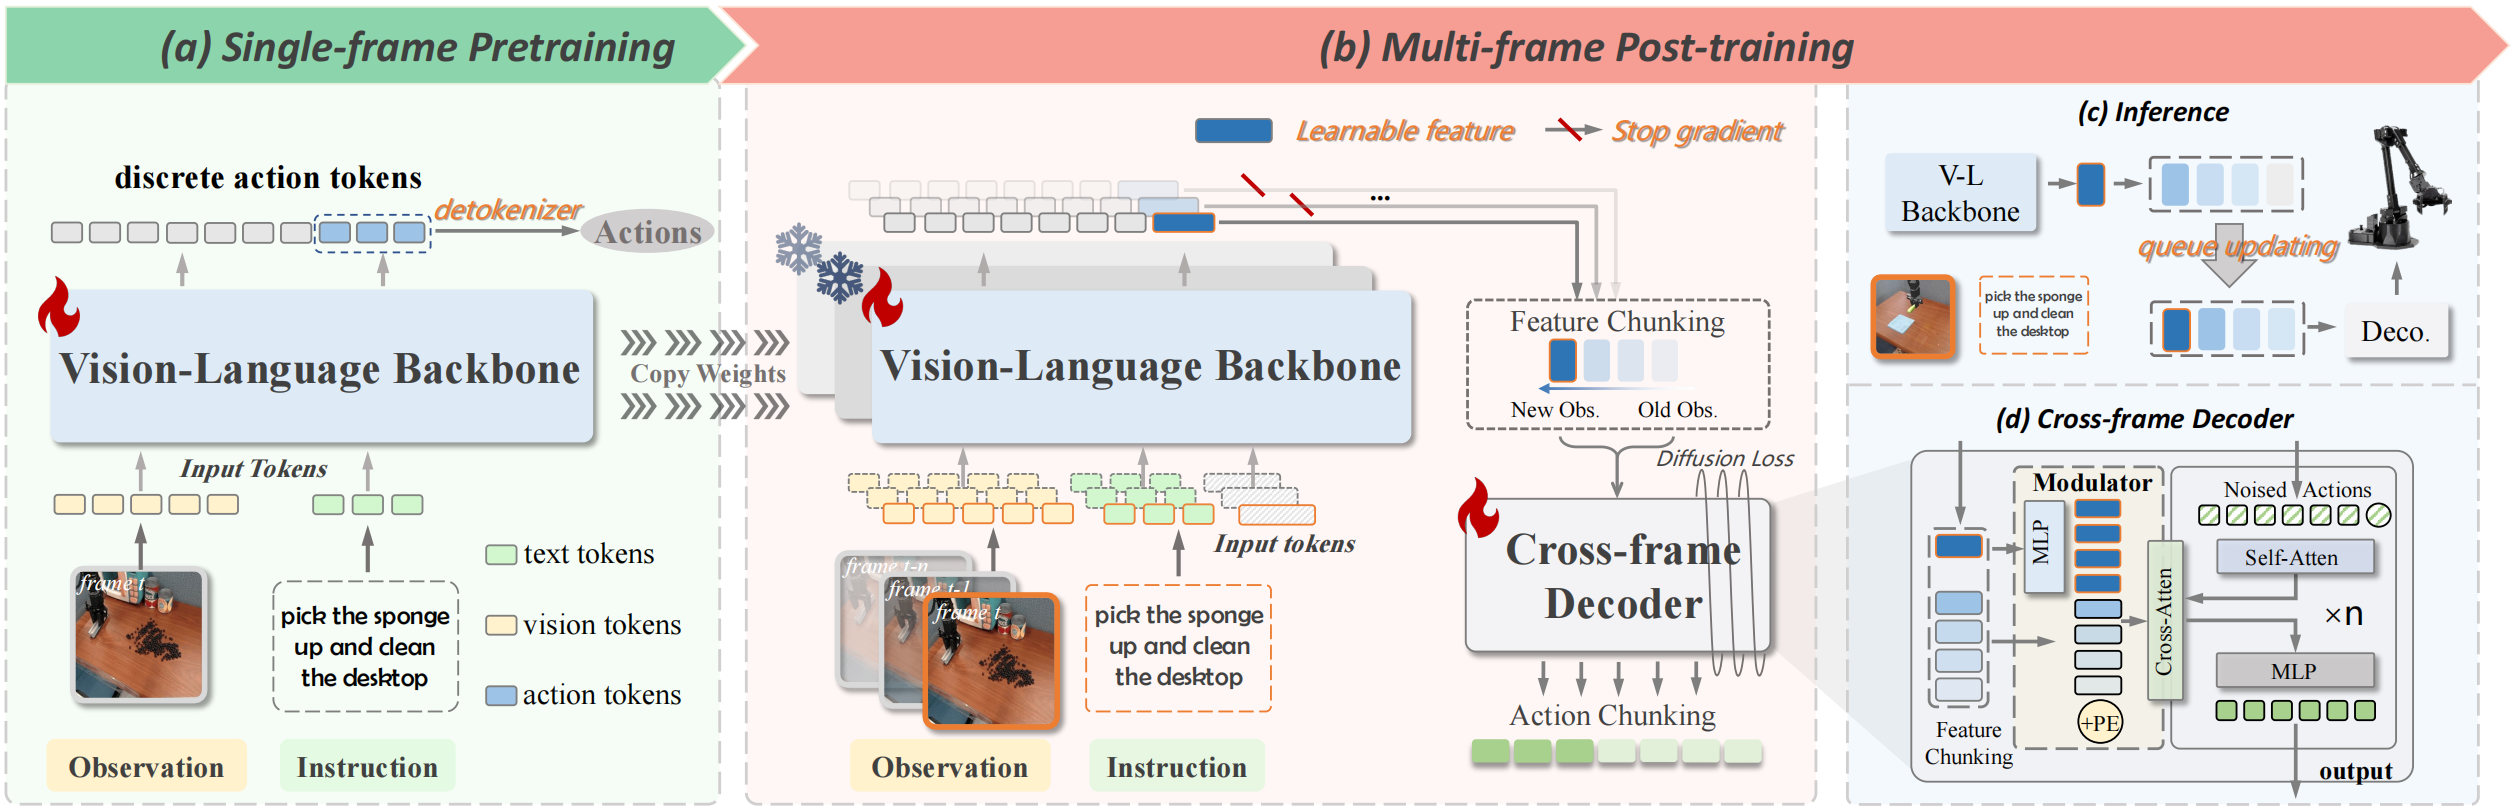 (a) Single-frame Pretraining
discrete action tokens
detokenizer
Actions
Vision-Language Backbone
Input Tokens
frame t
pick the sponge
up and clean
the desktop
text tokens
vision tokens
action tokens
Observation
Instruction
Copy Weights
(b) Multi-frame Post-training
Learnable feature
Stop gradient
...
Vision-Language Backbone
Feature Chunking
New Obs.
Old Obs.
Diffusion Loss
Input tokens
frame t-n
frame t-1
frame t
pick the sponge
up and clean
the desktop
Cross-frame
Decoder
Action Chunking
Observation
Instruction
(c) Inference
V-L
Backbone
queue updating
pick the sponge
up and clean
the desktop
Deco.
(d) Cross-frame Decoder
Modulator
MLP
Noised Actions
Self-Atten
Cross-Atten
×n
MLP
+PE
Feature
Chunking
output